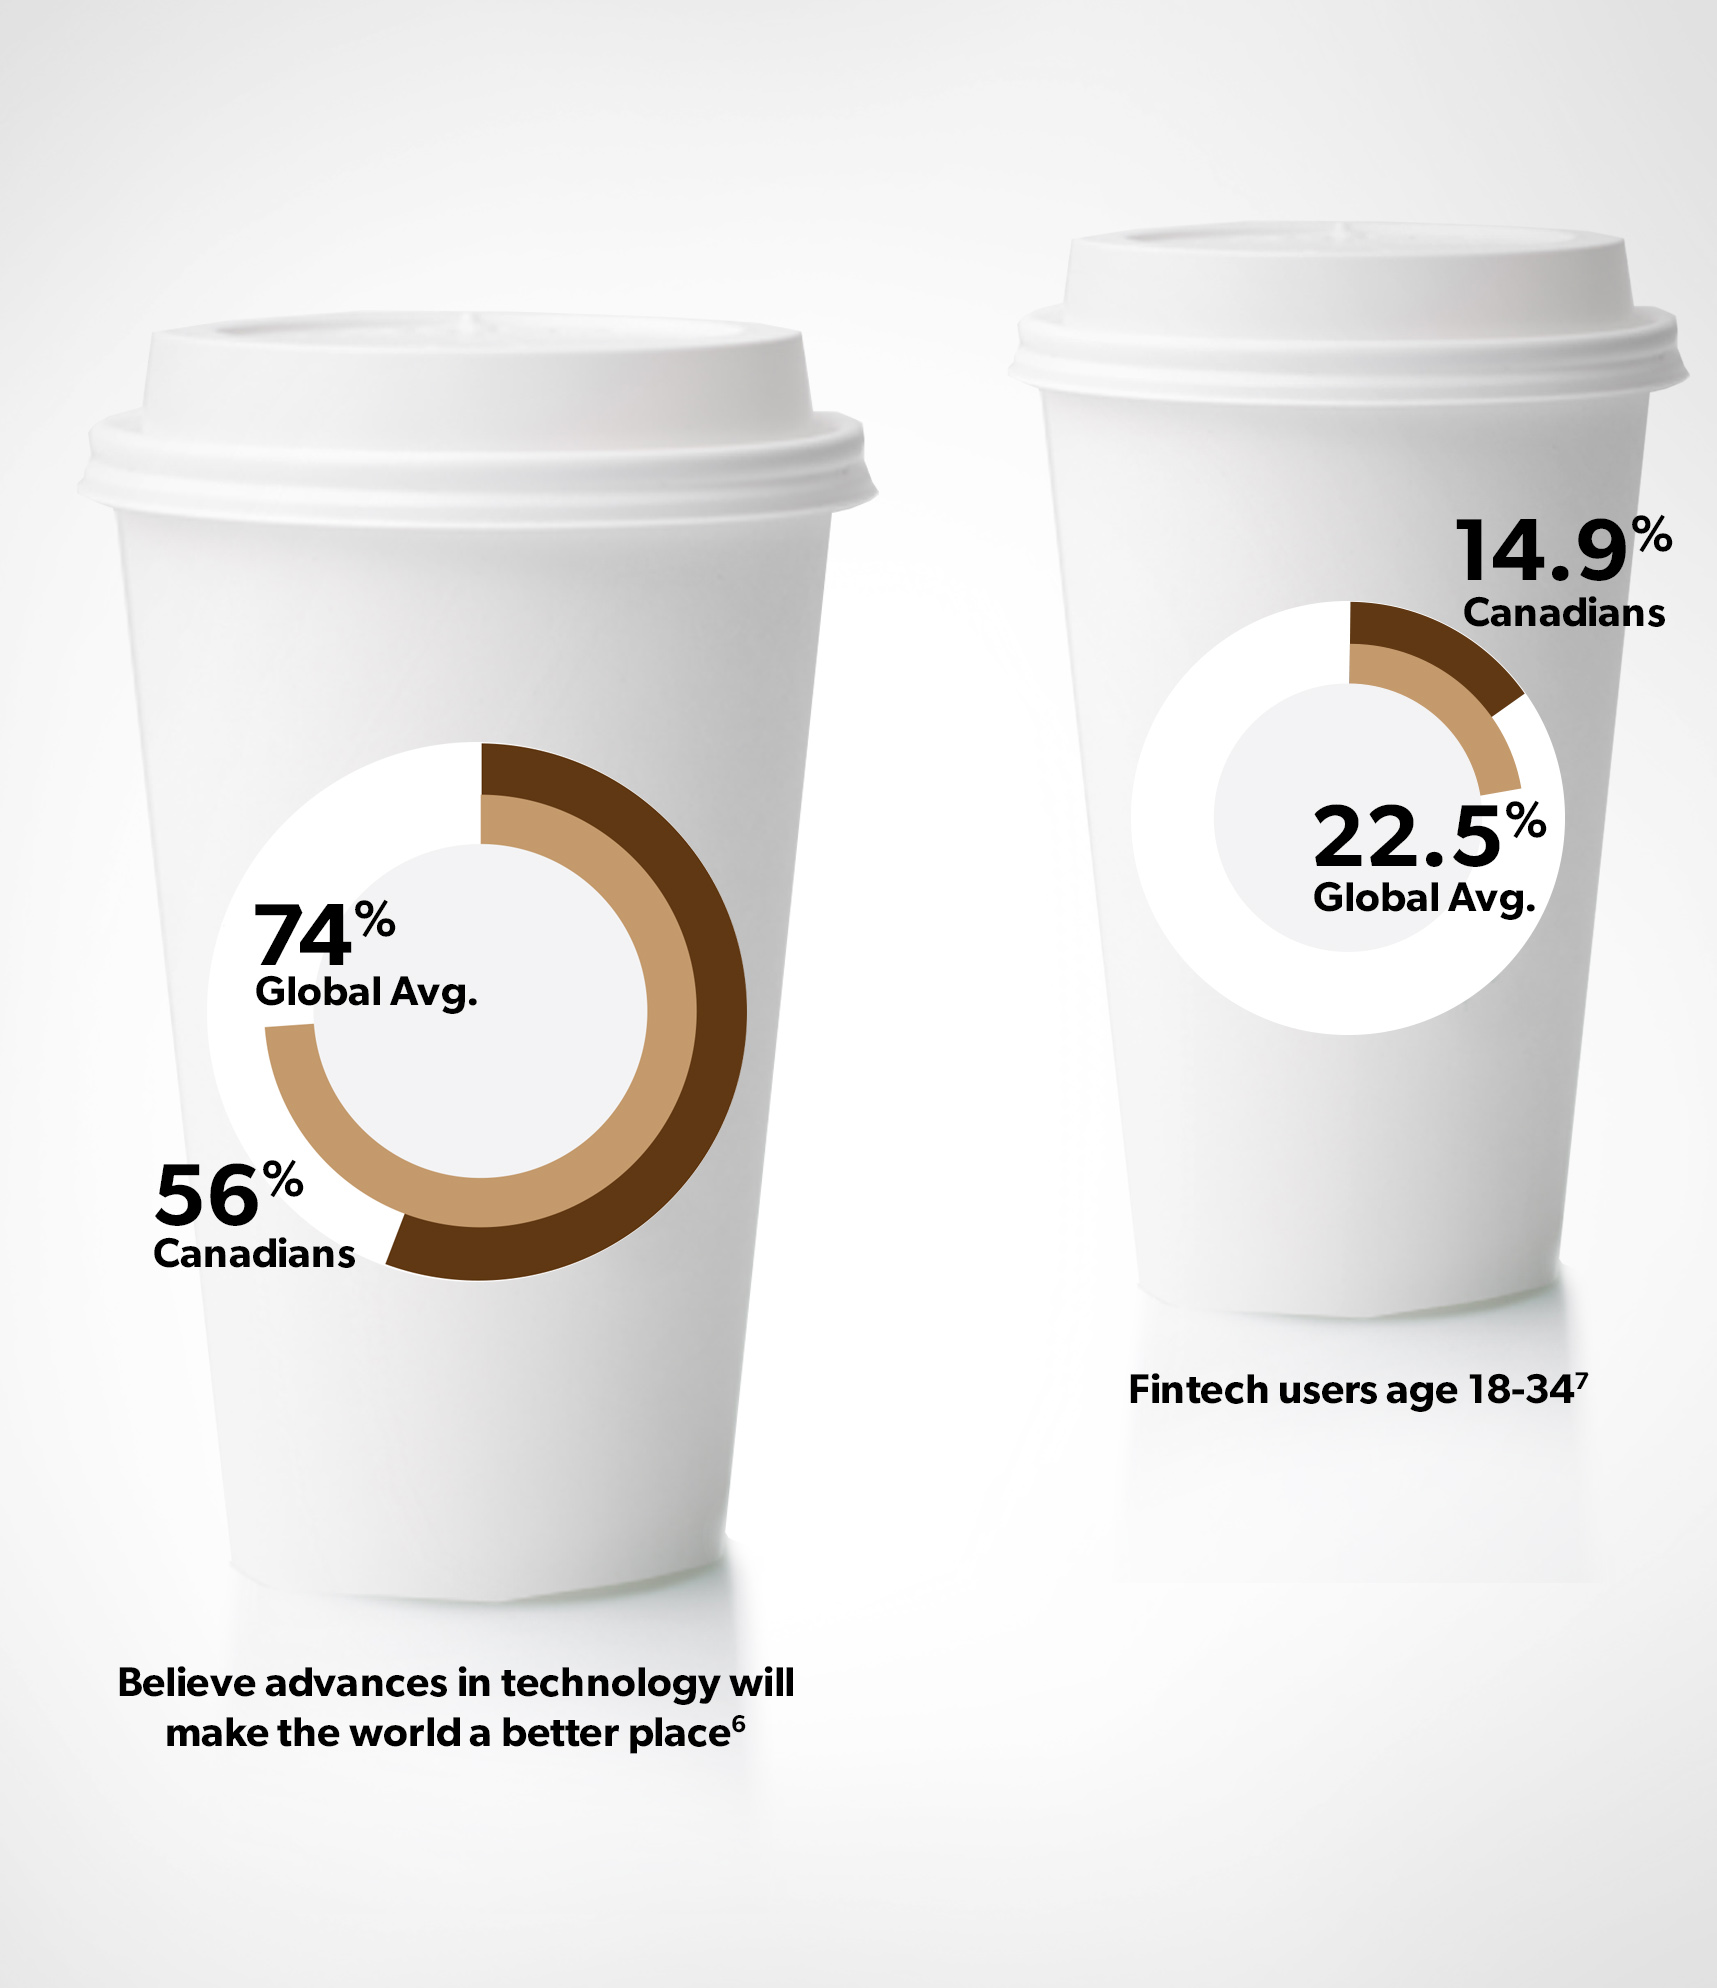 74%
Global Avg.
56%
Canadians
Believe advances in technology will
make the world a better place6
14.9%
Canadians
22.5%
Global Avg.
Fintech users age 18-347